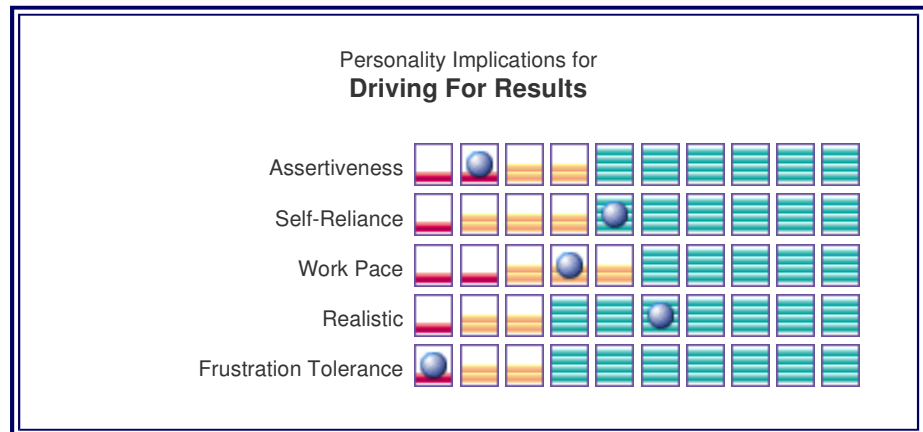 Personality Implications for
Driving For Results
Assertiveness
Self-Reliance
Work Pace
Realistic
Frustration Tolerance